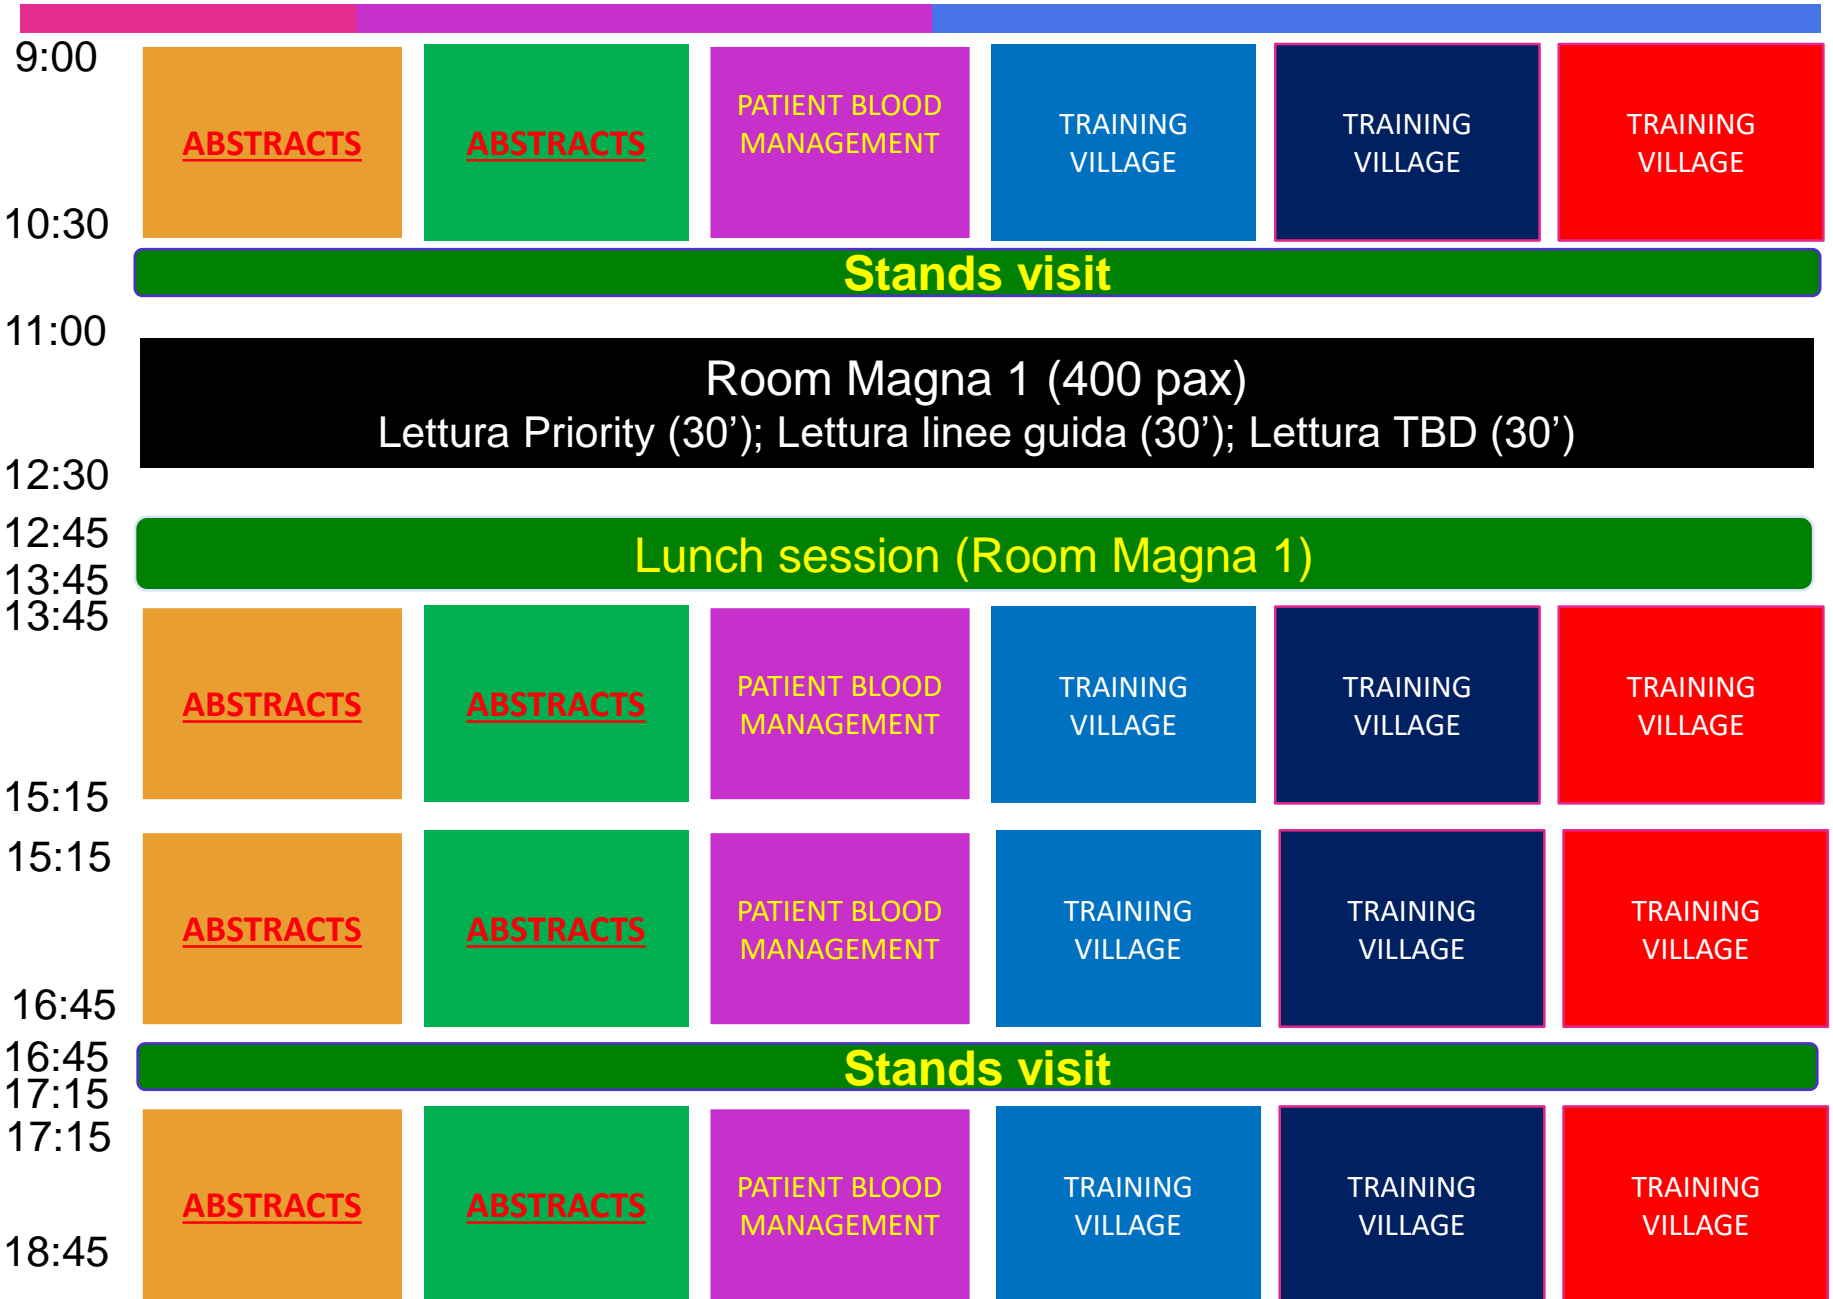 9:00
ABSTRACTS
ABSTRACTS
PATIENT BLOOD
MANAGEMENT
TRAINING
VILLAGE
TRAINING
VILLAGE
TRAINING
VILLAGE
10:30
Stands visit
11:00
Room Magna 1 (400 pax)
Lettura Priority (30’); Lettura linee guida (30’); Lettura TBD (30’)
12:30
12:45
Lunch session (Room Magna 1)
13:45
13:45
ABSTRACTS
ABSTRACTS
PATIENT BLOOD
MANAGEMENT
TRAINING
VILLAGE
TRAINING
VILLAGE
TRAINING
VILLAGE
15:15
15:15
ABSTRACTS
ABSTRACTS
PATIENT BLOOD
MANAGEMENT
TRAINING
VILLAGE
TRAINING
VILLAGE
TRAINING
VILLAGE
16:45
16:45
Stands visit
17:15
17:15
ABSTRACTS
ABSTRACTS
PATIENT BLOOD
MANAGEMENT
TRAINING
VILLAGE
TRAINING
VILLAGE
TRAINING
VILLAGE
18:45